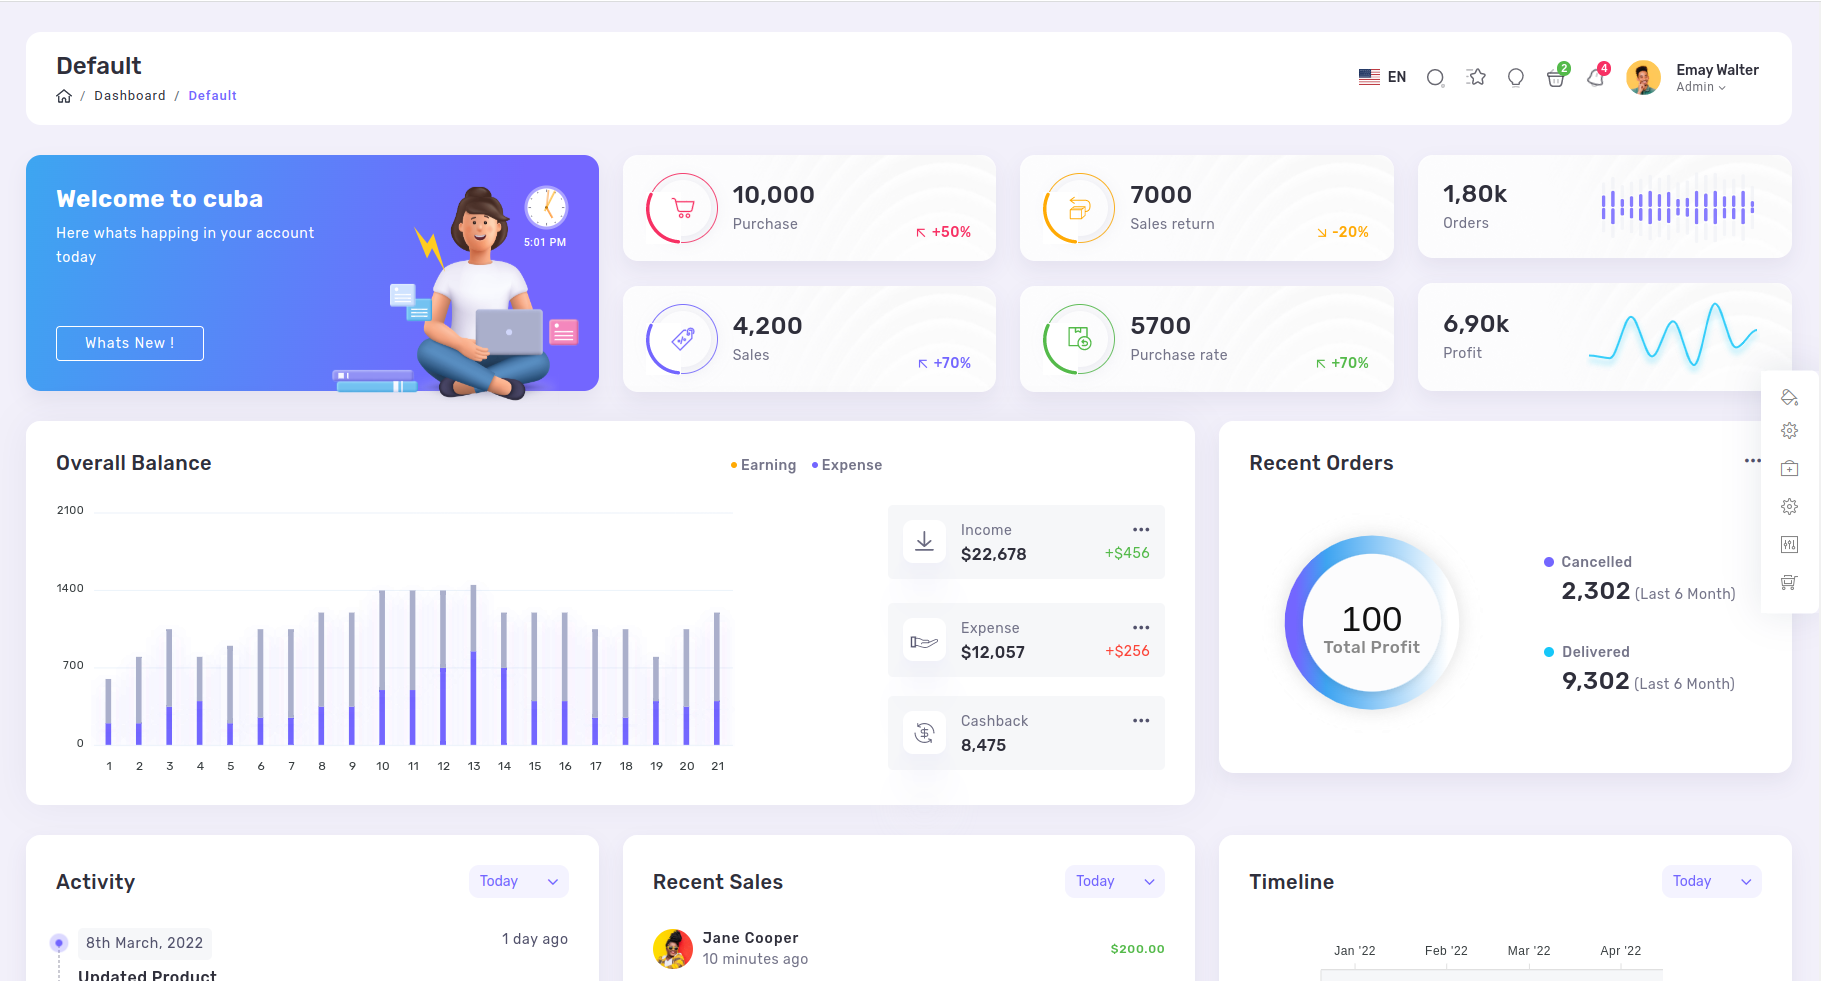 Default
/ Dashboard / Default
EN
2
4
Emay Walter
Admin
Welcome to cuba
Here whats happing in your account
today
Whats New !
5:01 PM
10,000
Purchase
+50%
7000
Sales return
-20%
1,80k
Orders
4,200
Sales
+70%
5700
Purchase rate
+70%
6,90k
Profit
Overall Balance
Earning Expense
2100
1400
700
0
1 2 3 4 5 6 7 8 9 10 11 12 13 14 15 16 17 18 19 20 21
Income
$22,678
+$456
Expense
$12,057
+$256
Cashback
8,475
Recent Orders
100
Total Profit
Cancelled
2,302 (Last 6 Month)
Delivered
9,302 (Last 6 Month)
Activity
Today
8th March, 2022
1 day ago
Updated Product
Recent Sales
Today
Jane Cooper
10 minutes ago
$200.00
Timeline
Today
Jan '22 Feb '22 Mar '22 Apr '22